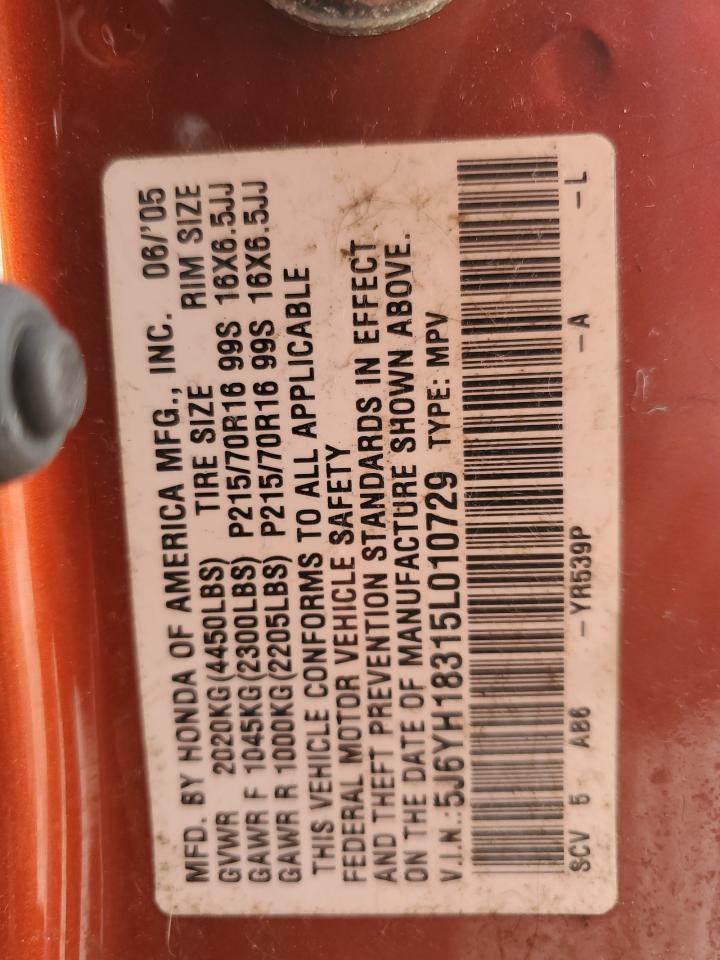 MFD. BY HONDA OF AMERICA MFG., INC. 06/'05
GVWR 2020KG(4450LBS) TIRE SIZE RIM SIZE
GAWR F 1045KG(2300LBS) P215/70R16 99S 16X6.5JJ
GAWR R 1000KG(2205LBS) P215/70R16 99S 16X6.5JJ
THIS VEHICLE CONFORMS TO ALL APPLICABLE
FEDERAL MOTOR VEHICLE SAFETY
AND THEFT PREVENTION STANDARDS IN EFFECT
ON THE DATE OF MANUFACTURE SHOWN ABOVE.
V.I.N.:5J6YH18315L010729 TYPE: MPV
SCV 5 AB6 -YR539P -A -L